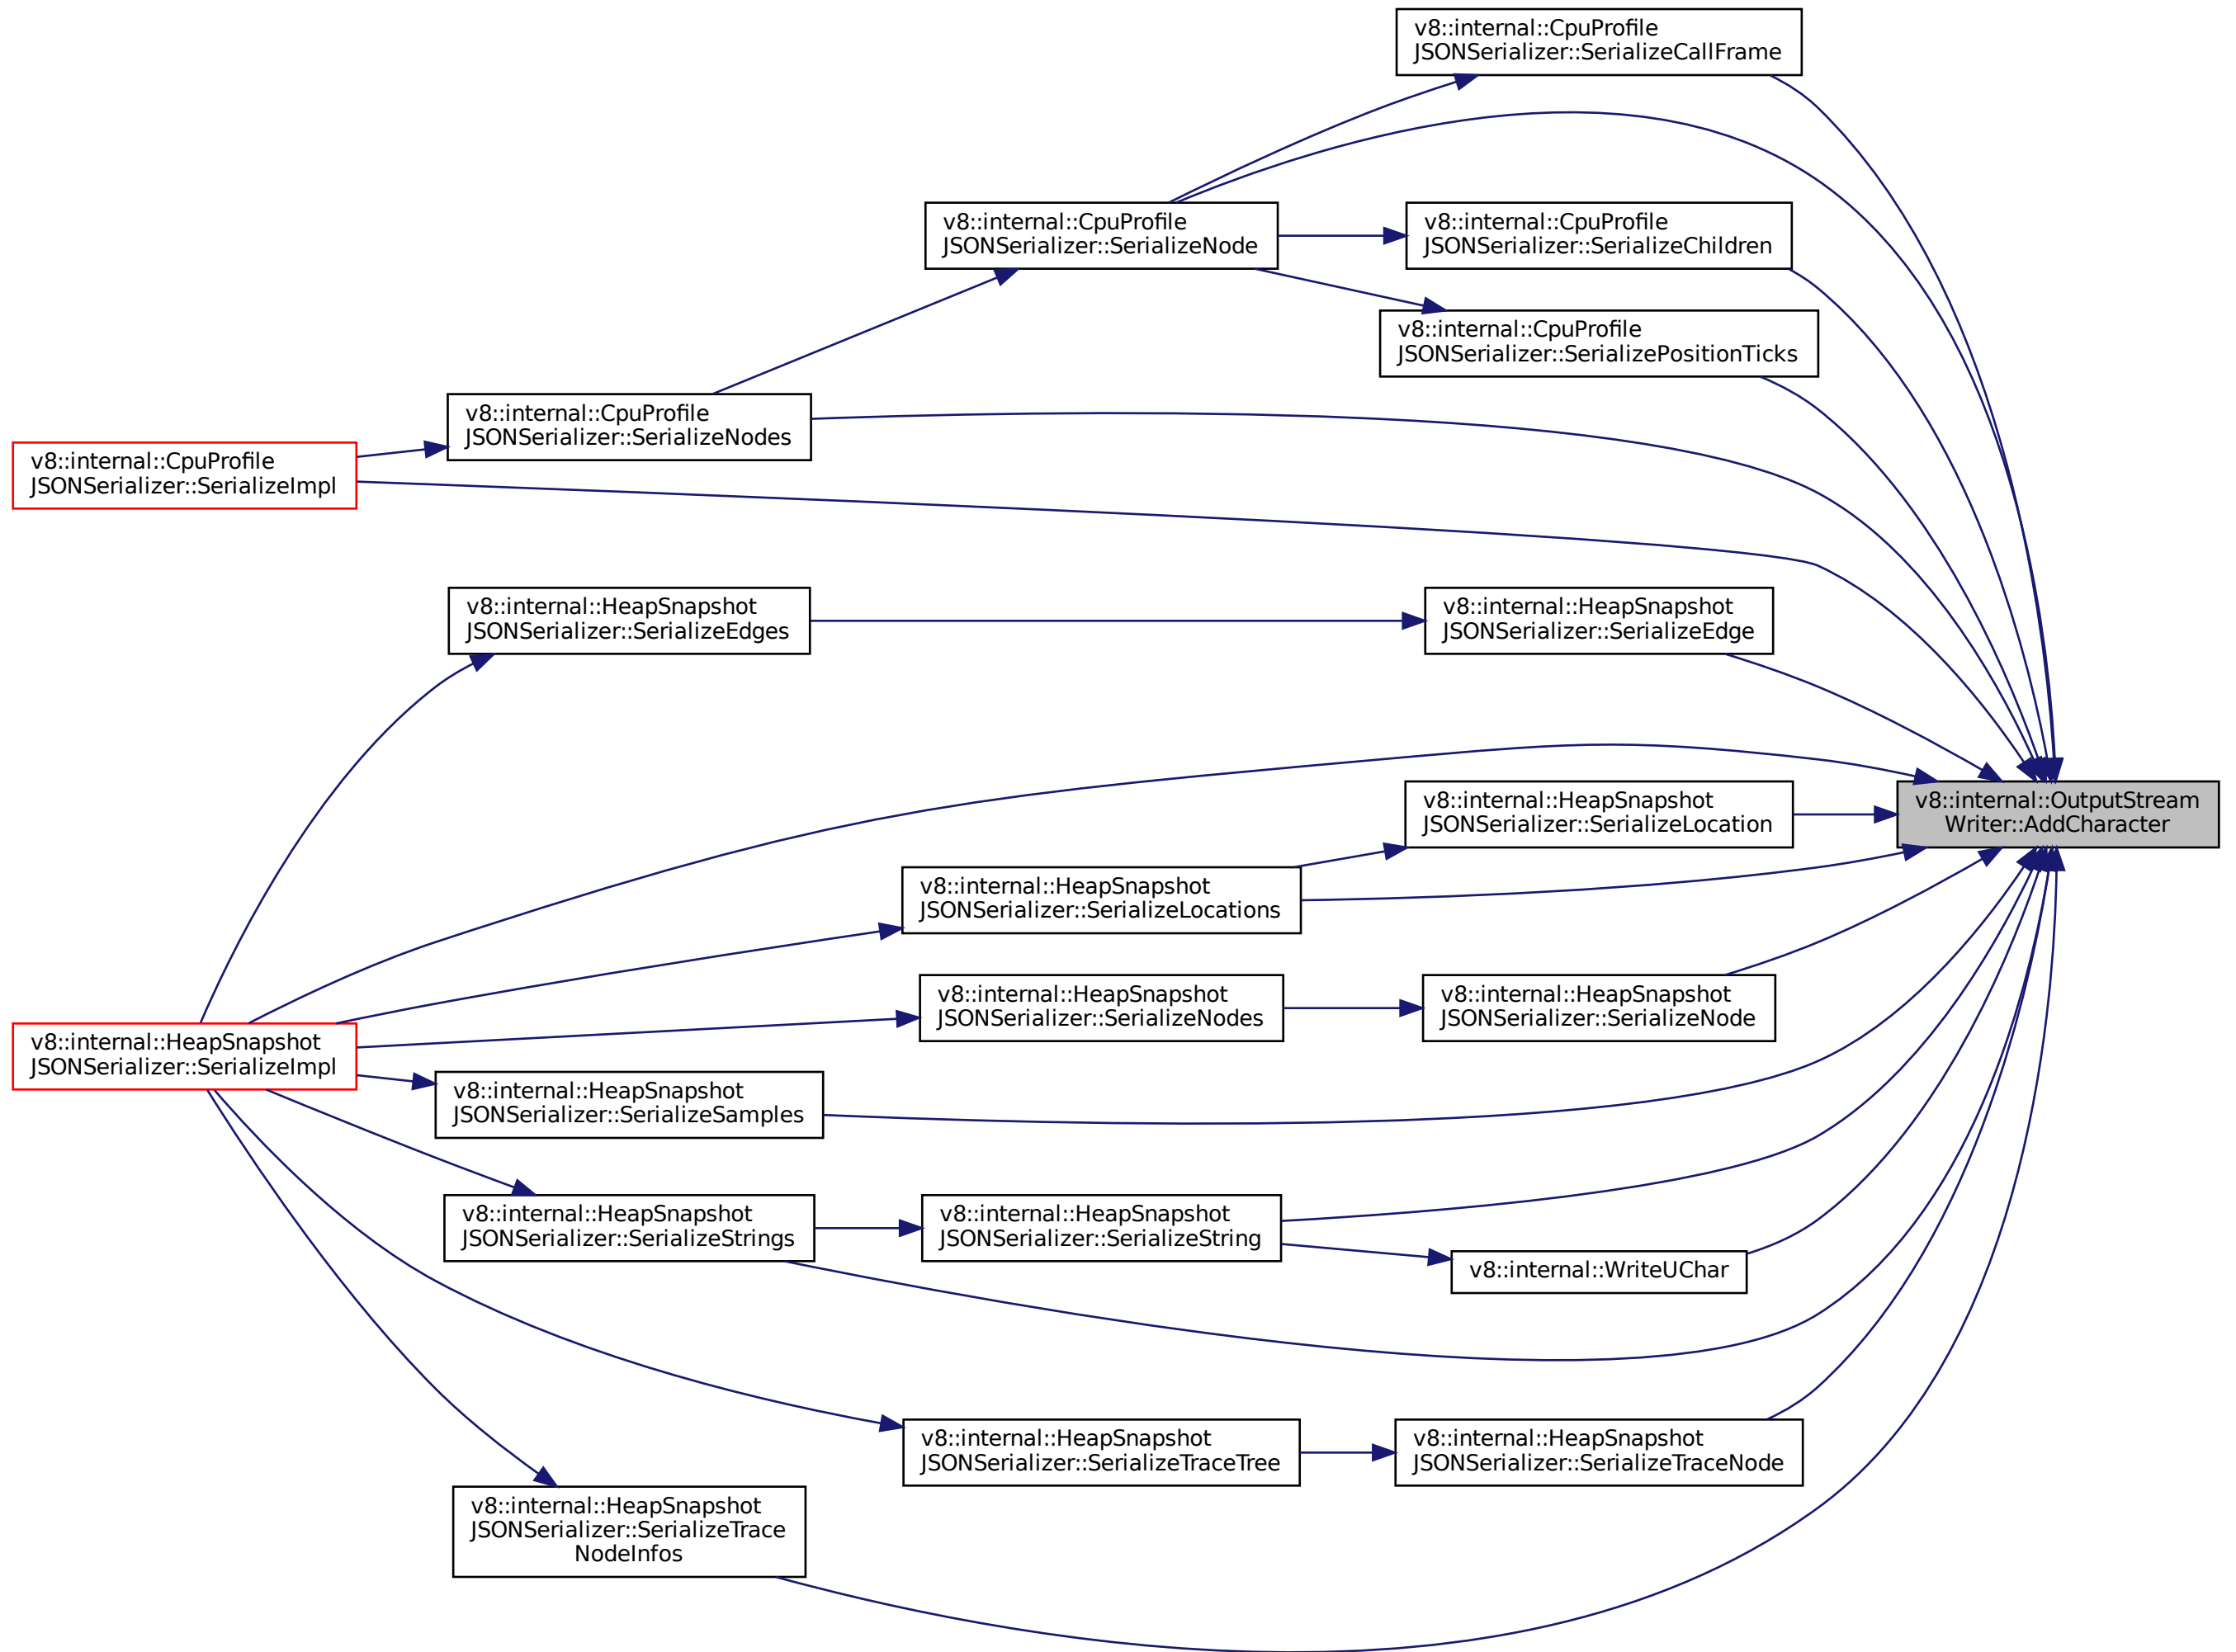 v8::internal::CpuProfile
JSONSerializer::SerializeCallFrame
v8::internal::CpuProfile
JSONSerializer::SerializeNode
v8::internal::CpuProfile
JSONSerializer::SerializeChildren
v8::internal::CpuProfile
JSONSerializer::SerializePositionTicks
v8::internal::CpuProfile
JSONSerializer::SerializeNodes
v8::internal::CpuProfile
JSONSerializer::SerializeImpl
v8::internal::HeapSnapshot
JSONSerializer::SerializeEdges
v8::internal::HeapSnapshot
JSONSerializer::SerializeEdge
v8::internal::OutputStream
Writer::AddCharacter
v8::internal::HeapSnapshot
JSONSerializer::SerializeLocation
v8::internal::HeapSnapshot
JSONSerializer::SerializeLocations
v8::internal::HeapSnapshot
JSONSerializer::SerializeNodes
v8::internal::HeapSnapshot
JSONSerializer::SerializeNode
v8::internal::HeapSnapshot
JSONSerializer::SerializeImpl
v8::internal::HeapSnapshot
JSONSerializer::SerializeSamples
v8::internal::HeapSnapshot
JSONSerializer::SerializeStrings
v8::internal::HeapSnapshot
JSONSerializer::SerializeString
v8::internal::WriteUChar
v8::internal::HeapSnapshot
JSONSerializer::SerializeTraceTree
v8::internal::HeapSnapshot
JSONSerializer::SerializeTraceNode
v8::internal::HeapSnapshot
JSONSerializer::SerializeTrace
NodeInfos